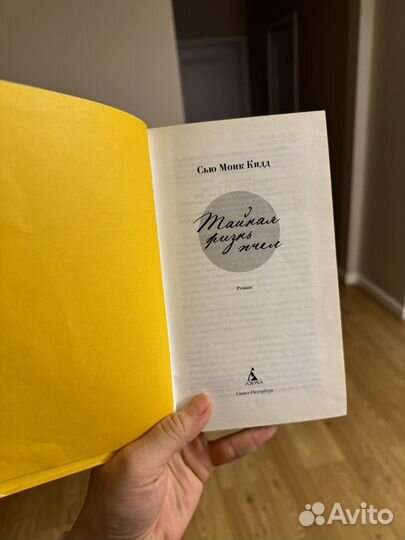 Сью Монк Кидд
Тайная
жизнь
пчел
Роман
АЗБУКА
Санкт-Петербург
Avito